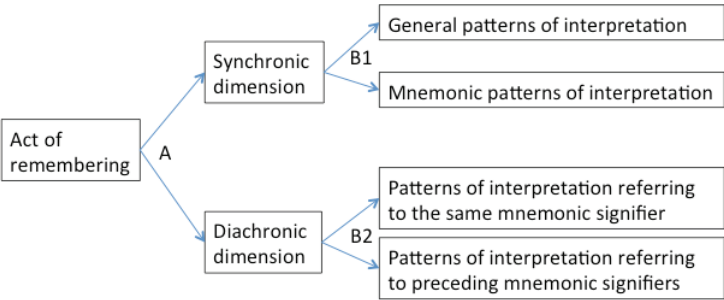 Act of
remembering
A
Synchronic
dimension
B1
General patterns of interpretation
Mnemonic patterns of interpretation
Diachronic
dimension
B2
Patterns of interpretation referring
to the same mnemonic signifier
Patterns of interpretation referring
to preceding mnemonic signifiers